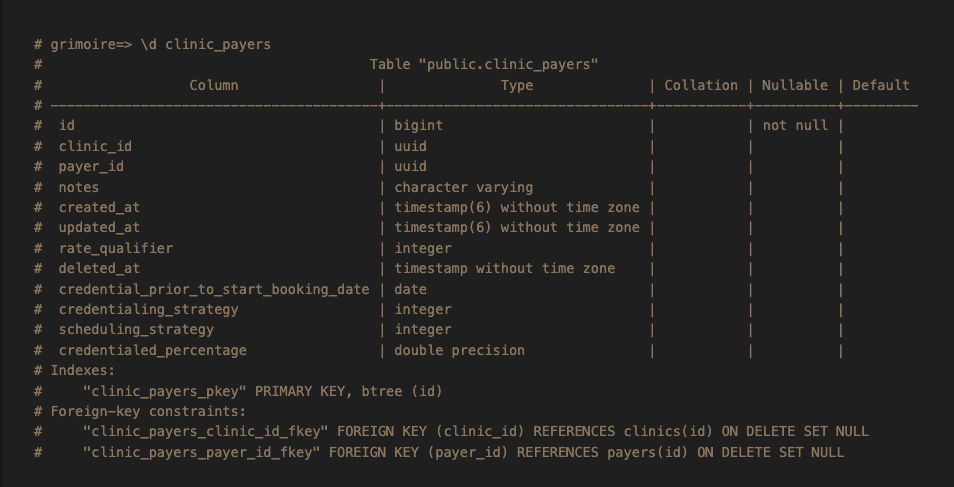 # grimoire=> \d clinic_payers
#                                        Table "public.clinic_payers"
#                  Column                 |              Type              | Collation | Nullable | Default
# ----------------------------------------+--------------------------------+-----------+----------+---------
#  id                                     | bigint                         |           | not null |
#  clinic_id                              | uuid                           |           |          |
#  payer_id                               | uuid                           |           |          |
#  notes                                  | character varying              |           |          |
#  created_at                             | timestamp(6) without time zone |           |          |
#  updated_at                             | timestamp(6) without time zone |           |          |
#  rate_qualifier                         | integer                        |           |          |
#  deleted_at                             | timestamp without time zone    |           |          |
#  credential_prior_to_start_booking_date | date                           |           |          |
#  credentialing_strategy                 | integer                        |           |          |
#  scheduling_strategy                    | integer                        |           |          |
#  credentialed_percentage                | double precision               |           |          |
# Indexes:
#     "clinic_payers_pkey" PRIMARY KEY, btree (id)
# Foreign-key constraints:
#     "clinic_payers_clinic_id_fkey" FOREIGN KEY (clinic_id) REFERENCES clinics(id) ON DELETE SET NULL
#     "clinic_payers_payer_id_fkey" FOREIGN KEY (payer_id) REFERENCES payers(id) ON DELETE SET NULL